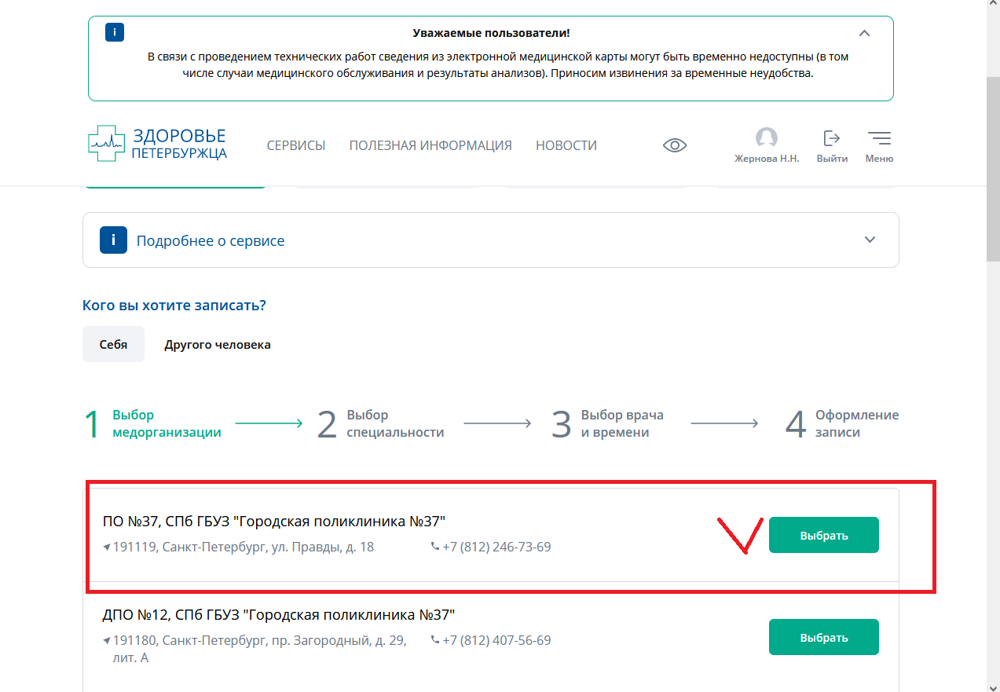 Уважаемые пользователи!
В связи с проведением технических работ сведения из электронной медицинской карты могут быть временно недоступны (в том
числе случаи медицинского обслуживания и результаты анализов). Приносим извинения за временные неудобства.
ЗДОРОВЬЕ
ПЕТЕРБУРЖЦА
СЕРВИСЫ ПОЛЕЗНАЯ ИНФОРМАЦИЯ НОВОСТИ
Жернова Н.Н. Выйти Меню
i Подробнее о сервисе
Кого вы хотите записать?
Себя Другого человека
1 Выбор медорганизации
2 Выбор специальности
3 Выбор врача и времени
4 Оформление записи
ПО №37, СПб ГБУЗ "Городская поликлиника №37"
191119, Санкт-Петербург, ул. Правды, д. 18 +7 (812) 246-73-69
Выбрать
ДПО №12, СПб ГБУЗ "Городская поликлиника №37"
191180, Санкт-Петербург, пр. Загородный, д. 29, +7 (812) 407-56-69
лит. А
Выбрать